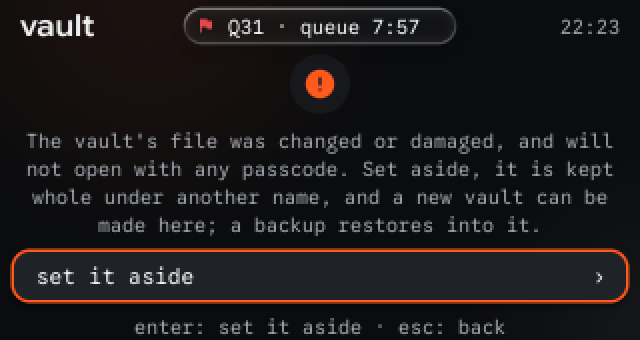 vault
Q31 · queue 7:57
22:23
The vault's file was changed or damaged, and will
not open with any passcode. Set aside, it is kept
whole under another name, and a new vault can be
made here; a backup restores into it.
set it aside ›
enter: set it aside · esc: back